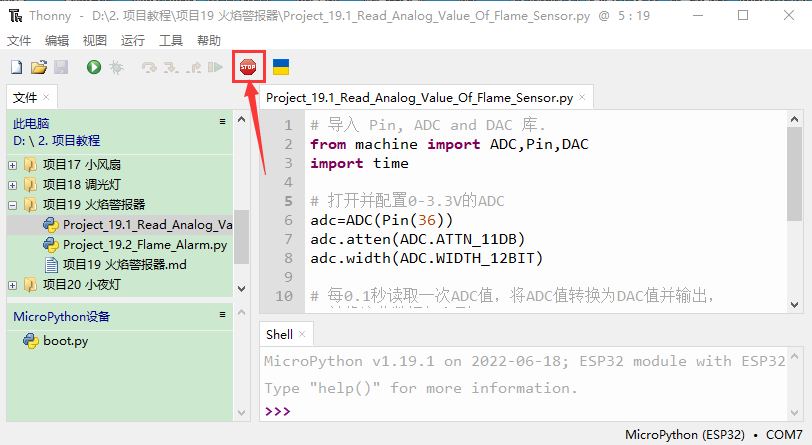 Thonny - D:\2. 项目教程\项目19 火焰警报器\Project_19.1_Read_Analog_Value_Of_Flame_Sensor.py @ 5 : 19
文件 编辑 视图 运行 工具 帮助
STOP
文件 ×
此电脑
D: \ 2. 项目教程
项目17 小风扇
项目18 调光灯
项目19 火焰警报器
Project_19.1_Read_Analog_Va
Project_19.2_Flame_Alarm.py
项目19 火焰警报器.md
项目20 小夜灯
MicroPython设备
boot.py
Project_19.1_Read_Analog_Value_Of_Flame_Sensor.py ×
1 # 导入 Pin, ADC and DAC 库.
2 from machine import ADC,Pin,DAC
3 import time
4
5 # 打开并配置0-3.3V的ADC
6 adc=ADC(Pin(36))
7 adc.atten(ADC.ATTN_11DB)
8 adc.width(ADC.WIDTH_12BIT)
9
10 # 每0.1秒读取一次ADC值，将ADC值转换为DAC值并输出，
Shell ×
MicroPython v1.19.1 on 2022-06-18; ESP32 module with ESP32
Type "help()" for more information.
>>>
MicroPython (ESP32) • COM7